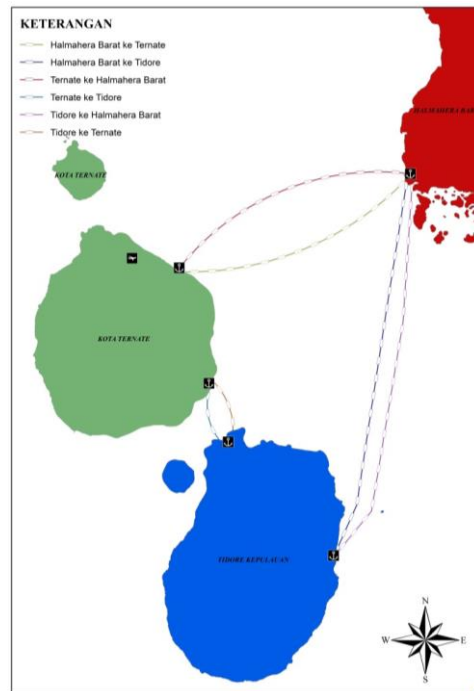 KETERANGAN
Halmahera Barat ke Ternate
Halmahera Barat ke Tidore
Ternate ke Halmahera Barat
Ternate ke Tidore
Tidore ke Halmahera Barat
Tidore ke Ternate
HALMAHERA BAR
KOTA TERNATE
KOTA TERNATE
TIDORE KEPULAUAN
N
W E
S